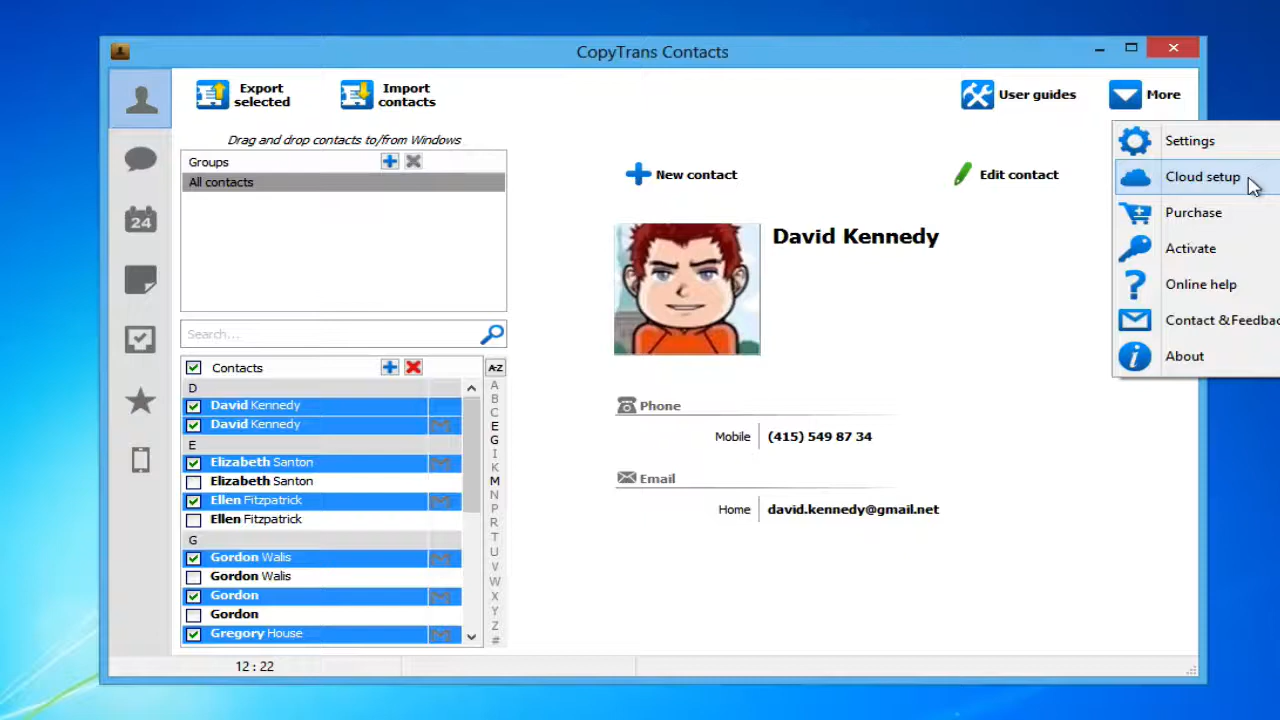 CopyTrans Contacts
Export selected
Import contacts
User guides
More
Drag and drop contacts to/from Windows
Groups
All contacts
Search...
Contacts
A-Z
D
David Kennedy
David Kennedy
E
Elizabeth Santon
Elizabeth Santon
Ellen Fitzpatrick
Ellen Fitzpatrick
G
Gordon Walis
Gordon Walis
Gordon
Gordon
Gregory House
A
B
C
E
G
I
K
M
N
P
R
T
U
V
W
X
Y
Z
#
24
New contact
Edit contact
David Kennedy
Phone
Mobile (415) 549 87 34
Email
Home david.kennedy@gmail.net
Settings
Cloud setup
Purchase
Activate
Online help
Contact &Feedbac
About
12 : 22